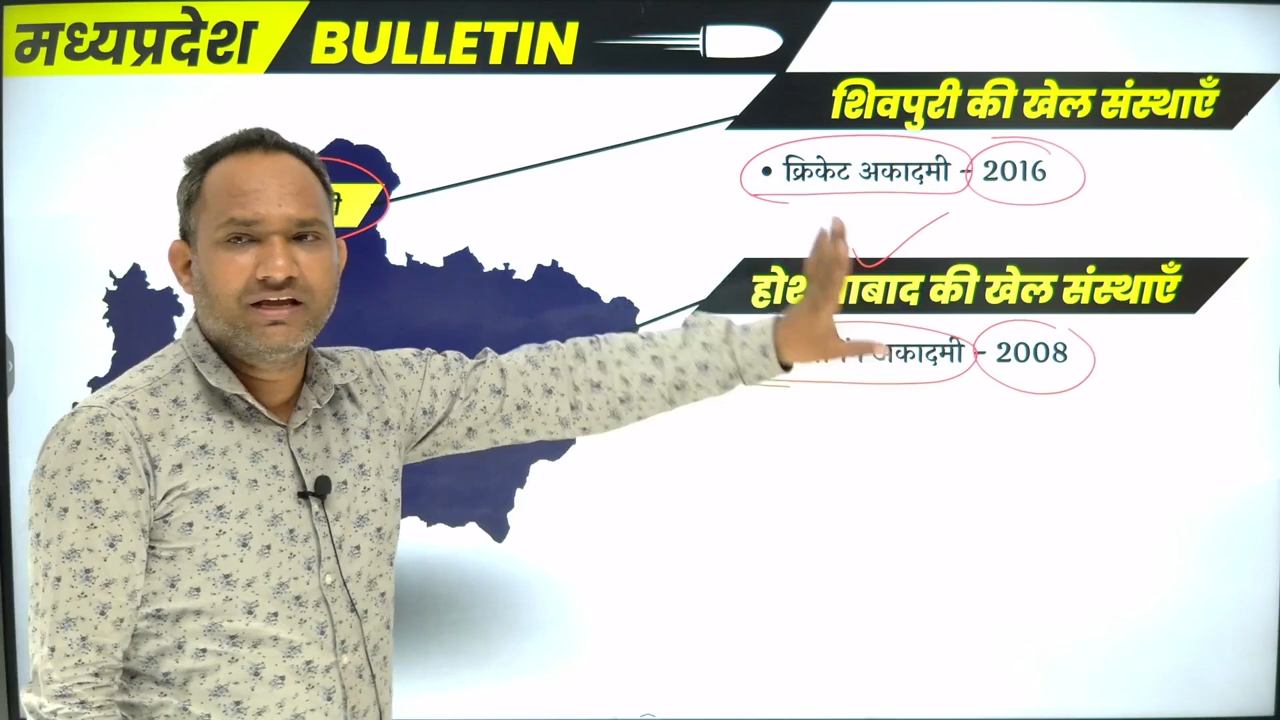 मध्यप्रदेश BULLETIN
शिवपुरी की खेल संस्थाएँ
• क्रिकेट अकादमी - 2016
की खेल संस्थाएँ
अकादमी - 2008